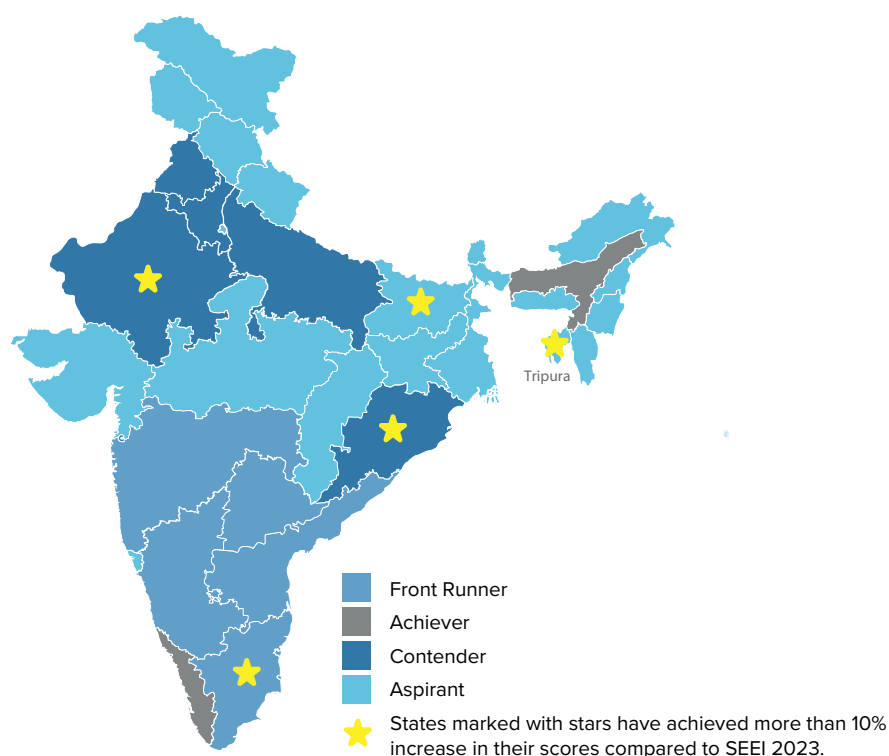 Tripura
Front Runner
Achiever
Contender
Aspirant
States marked with stars have achieved more than 10%
increase in their scores compared to SEEI 2023.